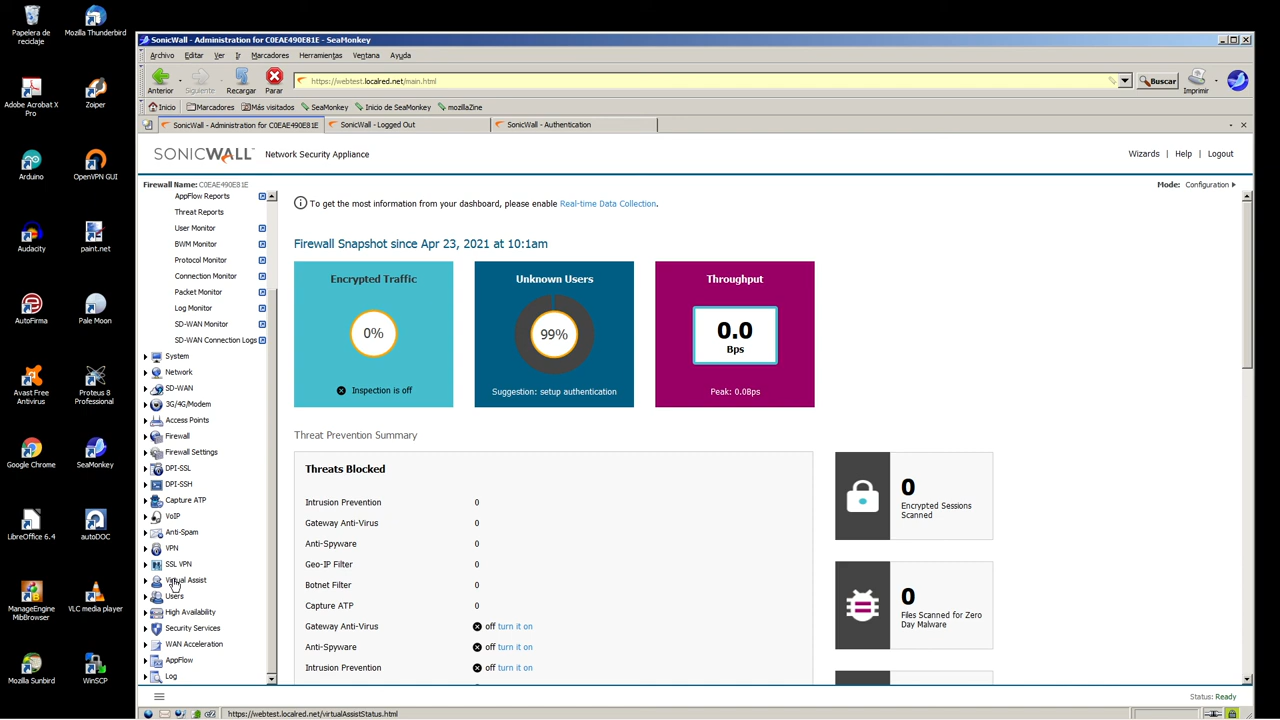 Papelera de
reciclaje
Mozilla Thunderbird
Adobe Acrobat X
Pro
Zoiper
Arduino
OpenVPN GUI
Audacity
paint.net
AutoFirma
Pale Moon
Avast Free
Antivirus
Proteus 8
Professional
Google Chrome
SeaMonkey
LibreOffice 6.4
autoDOC
ManageEngine
MibBrowser
VLC media player
Mozilla Sunbird
WinSCP
SonicWall - Administration for C0EAE490E81E - SeaMonkey
Archivo Editar Ver Ir Marcadores Herramientas Ventana Ayuda
Anterior Siguiente Recargar Parar
https://webtest.localred.net/main.html
Buscar
Imprimir
Inicio Marcadores Más visitados SeaMonkey Inicio de SeaMonkey mozillaZine
SonicWall - Administration for C0EAE490E81E SonicWall - Logged Out SonicWall - Authentication
SONICWALL Network Security Appliance
Wizards | Help | Logout
Firewall Name: C0EAE490E81E
Mode: Configuration
AppFlow Reports
Threat Reports
User Monitor
BWM Monitor
Protocol Monitor
Connection Monitor
Packet Monitor
Log Monitor
SD-WAN Monitor
SD-WAN Connection Logs
System
Network
SD-WAN
3G/4G/Modem
Access Points
Firewall
Firewall Settings
DPI-SSL
DPI-SSH
Capture ATP
VoIP
Anti-Spam
VPN
SSL VPN
Virtual Assist
Users
High Availability
Security Services
WAN Acceleration
AppFlow
Log
To get the most information from your dashboard, please enable Real-time Data Collection.
Firewall Snapshot since Apr 23, 2021 at 10:1am
Encrypted Traffic
0%
Inspection is off
Unknown Users
99%
Suggestion: setup authentication
Throughput
0.0
Bps
Peak: 0.0Bps
Threat Prevention Summary
Threats Blocked
Intrusion Prevention 0
Gateway Anti-Virus 0
Anti-Spyware 0
Geo-IP Filter 0
Botnet Filter 0
Capture ATP 0
Gateway Anti-Virus off turn it on
Anti-Spyware off turn it on
Intrusion Prevention off turn it on
0
Encrypted Sessions
Scanned
0
Files Scanned for Zero
Day Malware
Status: Ready
https://webtest.localred.net/virtualAssistStatus.html